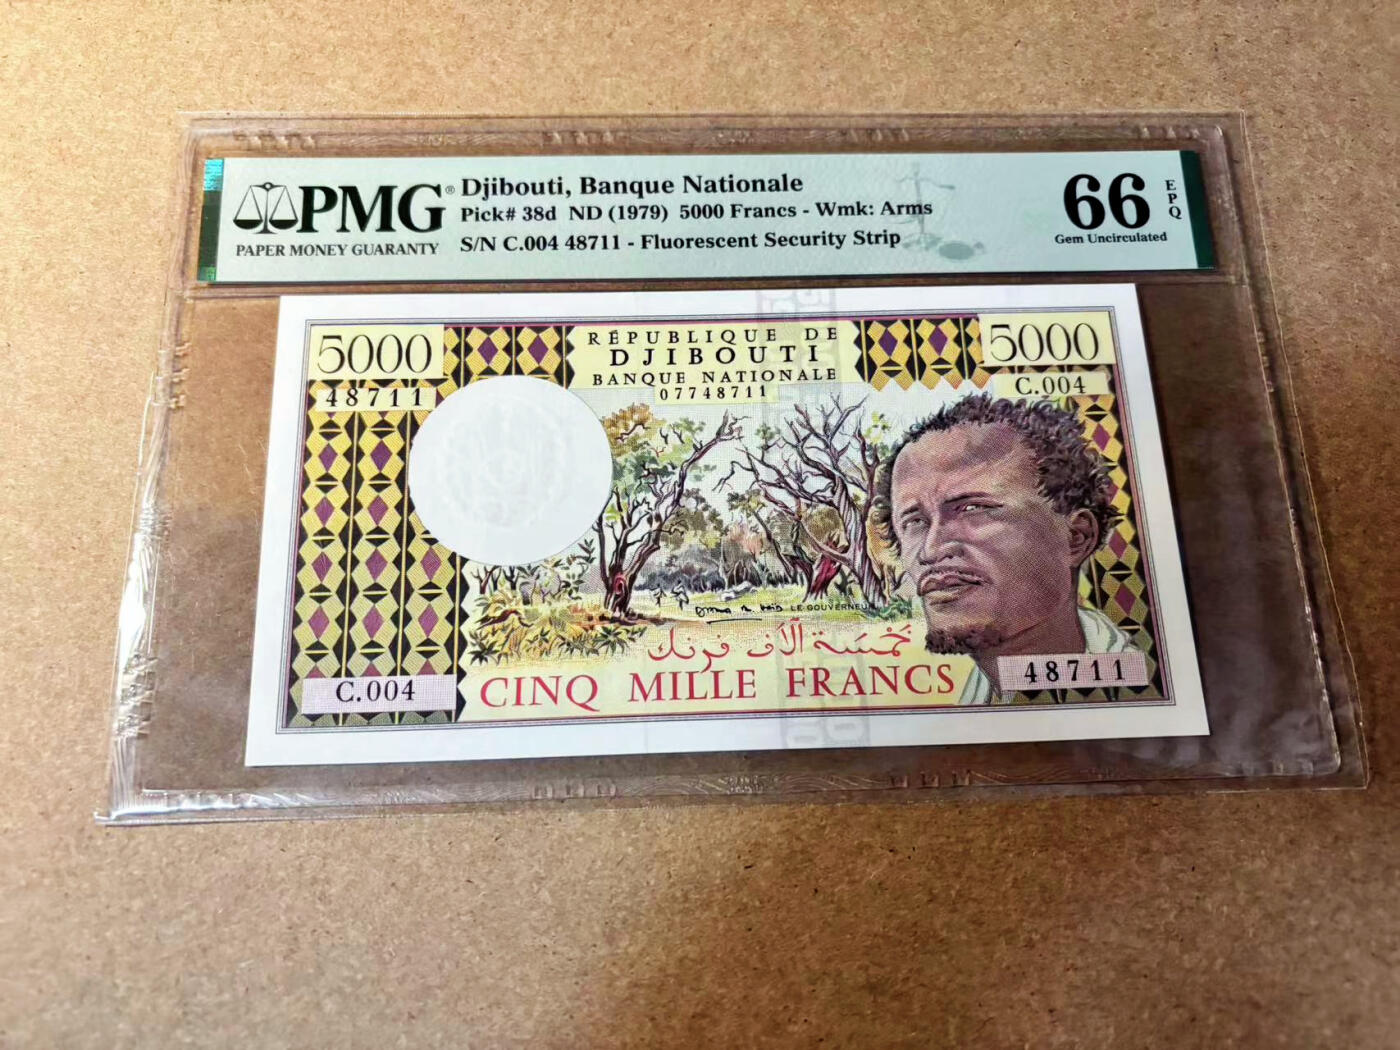 PMG®
PAPER MONEY GUARANTY
Djibouti, Banque Nationale
Pick# 38d ND (1979) 5000 Francs - Wmk: Arms
S/N C.004 48711 - Fluorescent Security Strip
66
EPQ
Gem Uncirculated
5000
RÉPUBLIQUE DE
DJIBOUTI
BANQUE NATIONALE
07748711
5000
48711
C.004
LE GOUVERNEUR
خمسة آلاف فرنك
CINQ MILLE FRANCS
C.004
48711